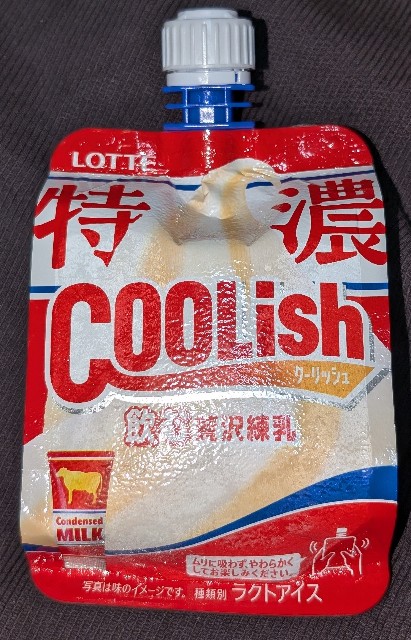 LOTTE
特濃
COOLish
クーリッシュ
飲む贅沢練乳
Condensed
MILK
ムリに吸わず、やわらかく
してお楽しみください。
写真は味のイメージです。 種類別 ラクトアイス